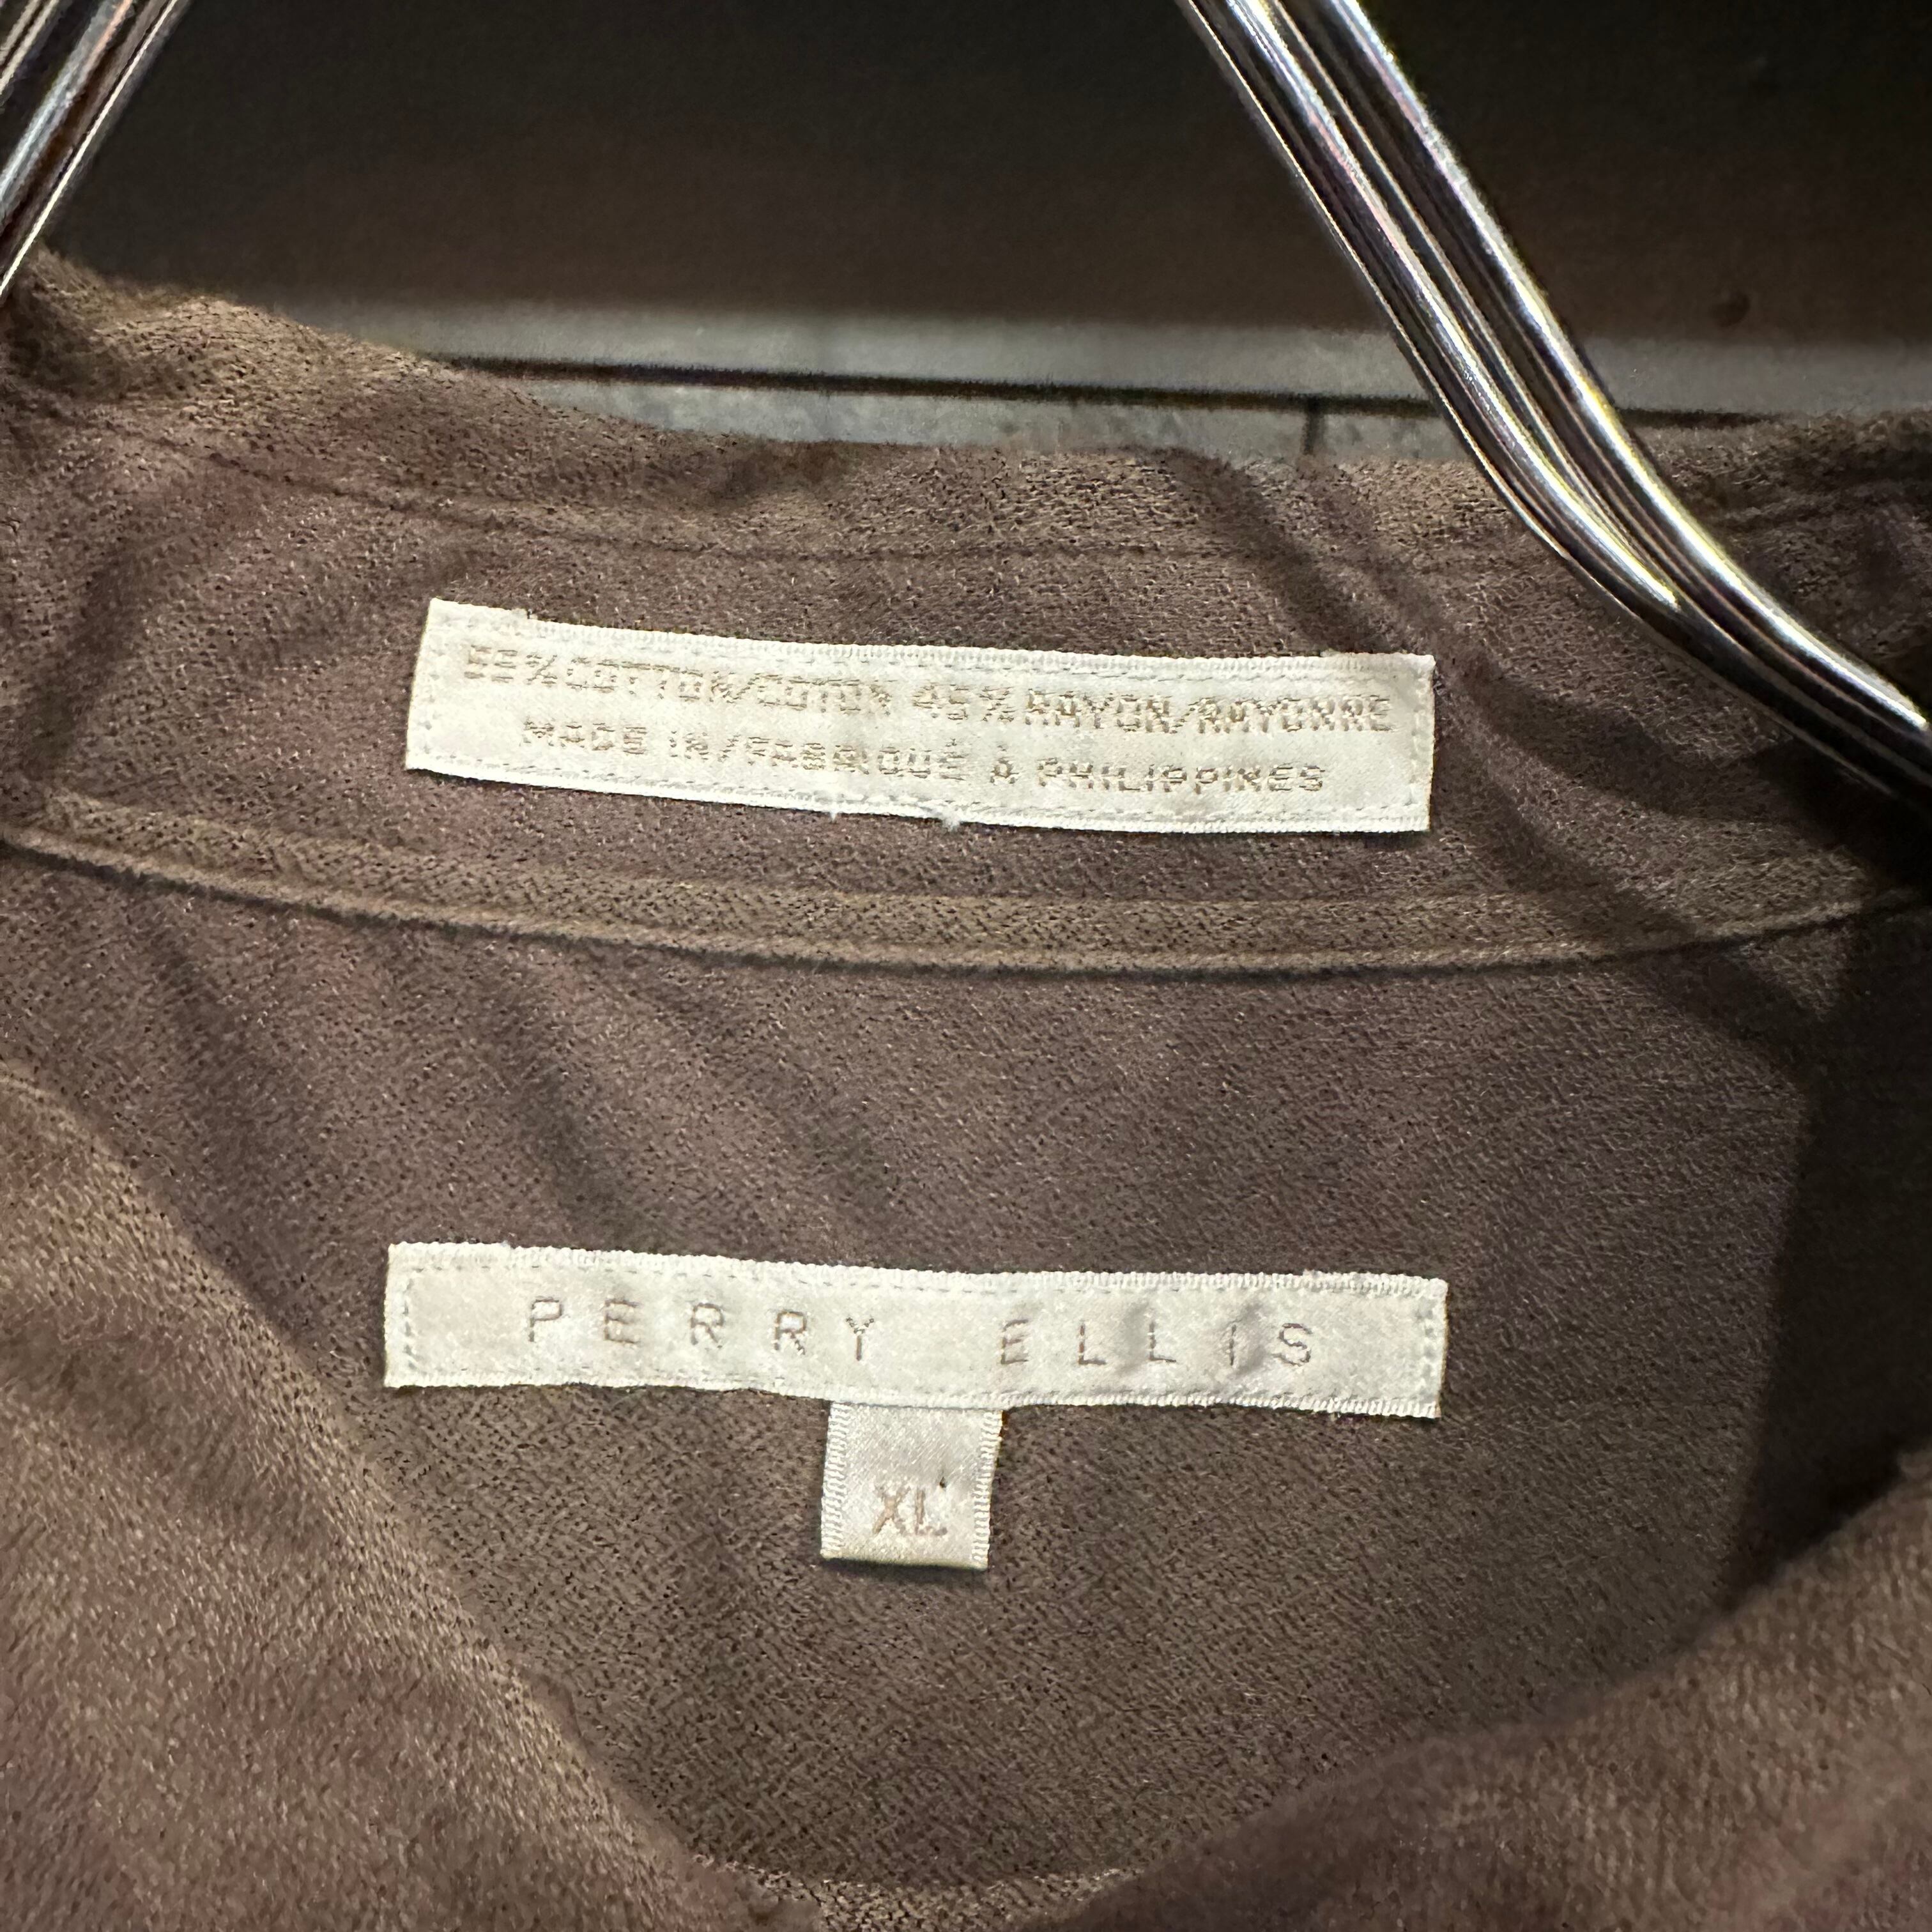 55%COTTON/COTON 45%RAYON/RAYONNE
MADE IN/FABRIQUÉ À PHILIPPINES
PERRY ELLIS
XL